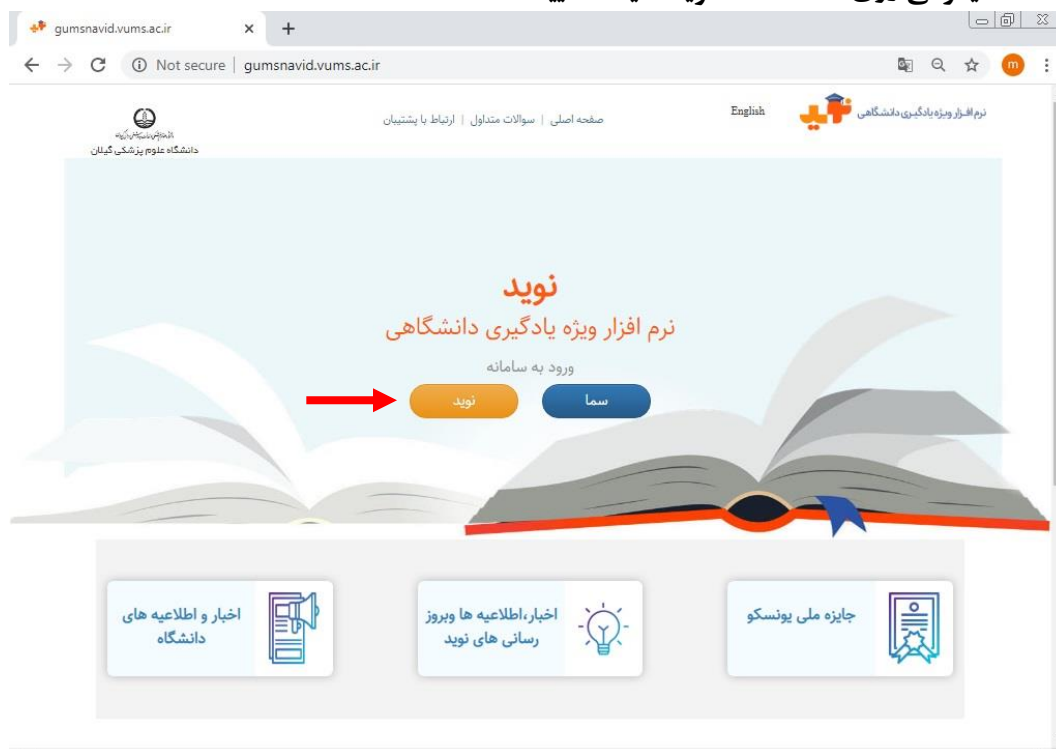 gumsnavid.vums.ac.ir
Not secure | gumsnavid.vums.ac.ir
m
نرم افزار ویژه یادگیری دانشگاهی
نوید
English
صفحه اصلی | سوالات متداول | ارتباط با پشتیبان
دانشگاه علوم پزشکی گیلان
نوید
نرم افزار ویژه یادگیری دانشگاهی
ورود به سامانه
سما
نوید
جایزه ملی یونسکو
اخبار،اطلاعیه ها وبروز
رسانی های نوید
اخبار و اطلاعیه های
دانشگاه